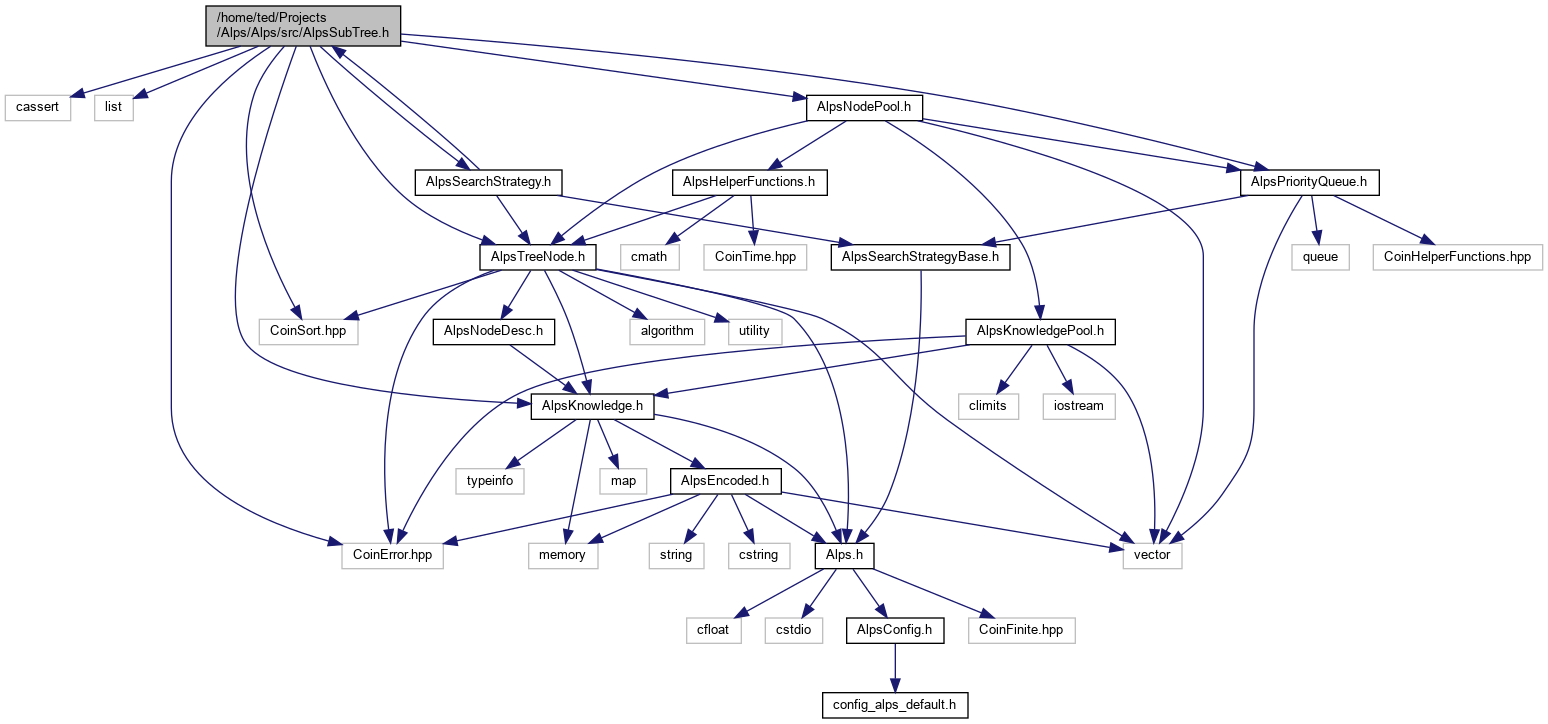 /home/ted/Projects
/Alps/Alps/src/AlpsSubTree.h
cassert
list
AlpsNodePool.h
AlpsSearchStrategy.h
AlpsHelperFunctions.h
AlpsPriorityQueue.h
AlpsTreeNode.h
cmath
CoinTime.hpp
AlpsSearchStrategyBase.h
queue
CoinHelperFunctions.hpp
CoinSort.hpp
AlpsNodeDesc.h
algorithm
utility
AlpsKnowledgePool.h
AlpsKnowledge.h
climits
iostream
typeinfo
map
AlpsEncoded.h
CoinError.hpp
memory
string
cstring
Alps.h
vector
cfloat
cstdio
AlpsConfig.h
CoinFinite.hpp
config_alps_default.h